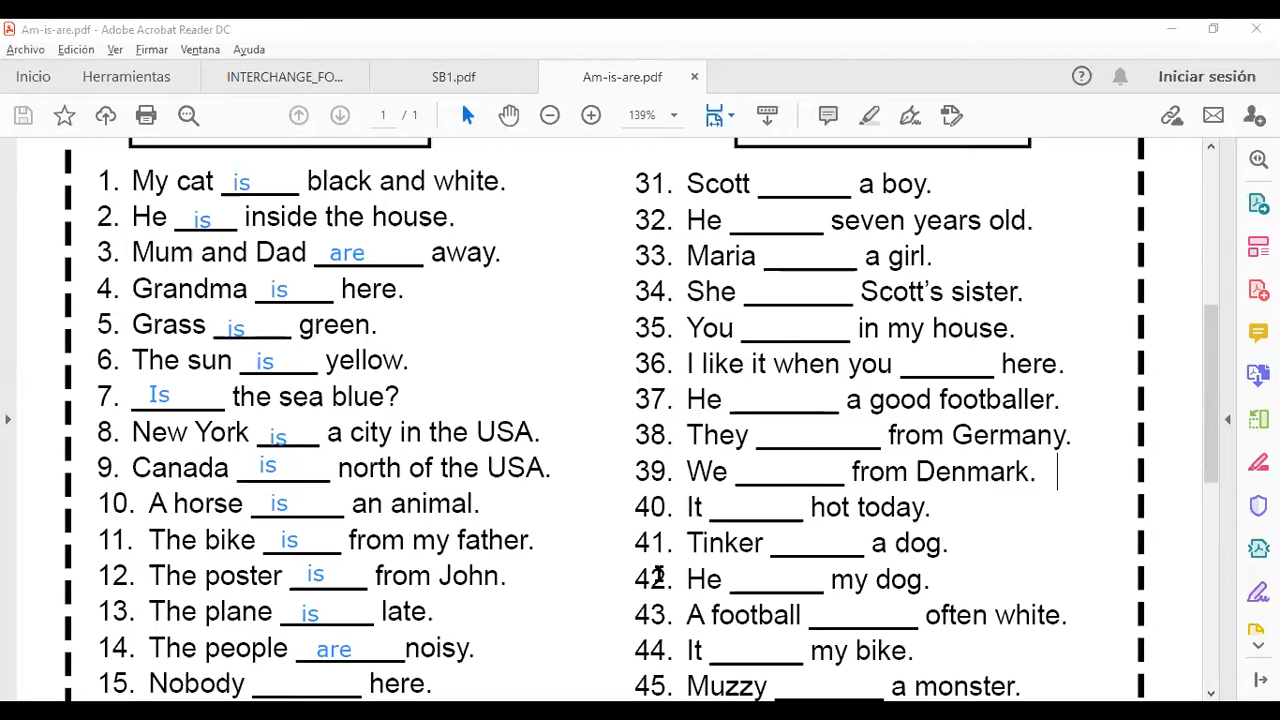 Am-is-are.pdf - Adobe Acrobat Reader DC
Archivo Edición Ver Firmar Ventana Ayuda
Inicio Herramientas INTERCHANGE_FO... SB1.pdf Am-is-are.pdf Iniciar sesión
1 / 1 139%
1. My cat is black and white.
2. He is inside the house.
3. Mum and Dad are away.
4. Grandma is here.
5. Grass is green.
6. The sun is yellow.
7. Is the sea blue?
8. New York is a city in the USA.
9. Canada is north of the USA.
10. A horse is an animal.
11. The bike is from my father.
12. The poster is from John.
13. The plane is late.
14. The people are noisy.
15. Nobody ________ here.
31. Scott _______ a boy.
32. He _______ seven years old.
33. Maria _______ a girl.
34. She ________ Scott’s sister.
35. You ________ in my house.
36. I like it when you _______ here.
37. He ________ a good footballer.
38. They _________ from Germany.
39. We ________ from Denmark.
40. It _______ hot today.
41. Tinker _______ a dog.
42. He _______ my dog.
43. A football ________ often white.
44. It _______ my bike.
45. Muzzy ________ a monster.